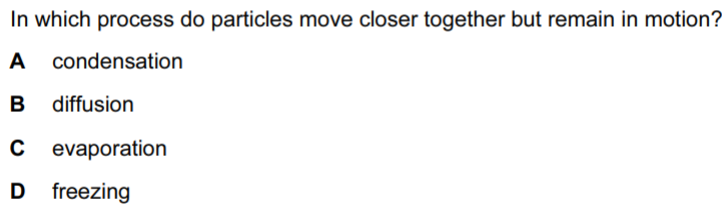 In which process do particles move closer together but remain in motion?
A condensation
B diffusion
C evaporation
D freezing